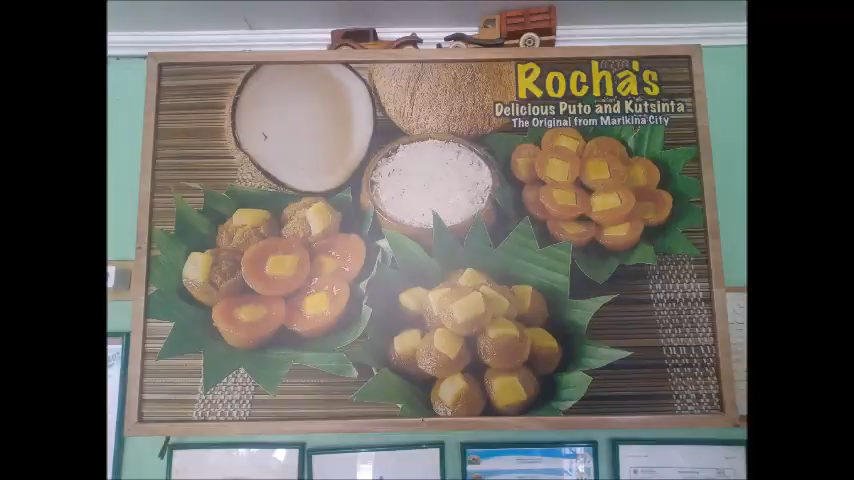 Rocha's
Delicious Puto and Kutsinta
The Original from Marikina City